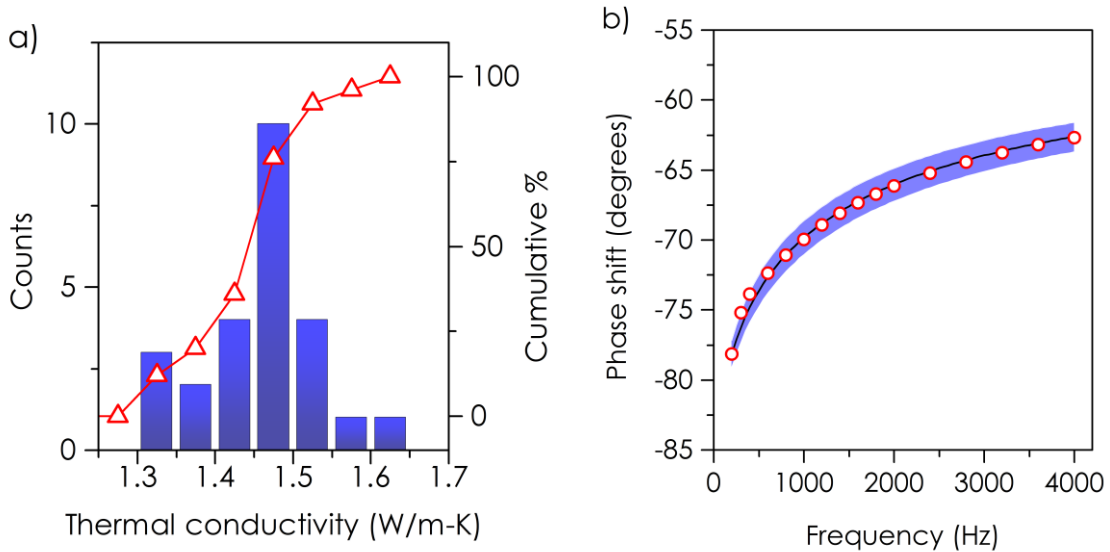 a)
10
5
0
Counts
100
50
0
Cumulative %
1.3 1.4 1.5 1.6 1.7
Thermal conductivity (W/m-K)
b)
-55
-60
-65
-70
-75
-80
-85
Phase shift (degrees)
0 1000 2000 3000 4000
Frequency (Hz)